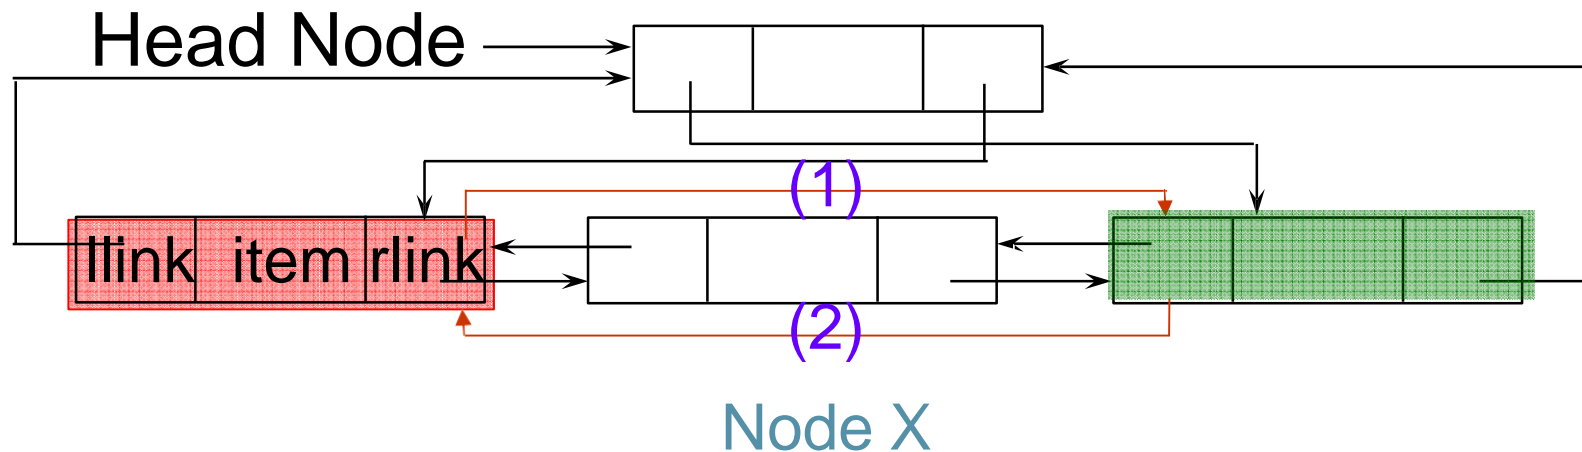 Head Node
(1)
llink item rlink
(2)
Node X